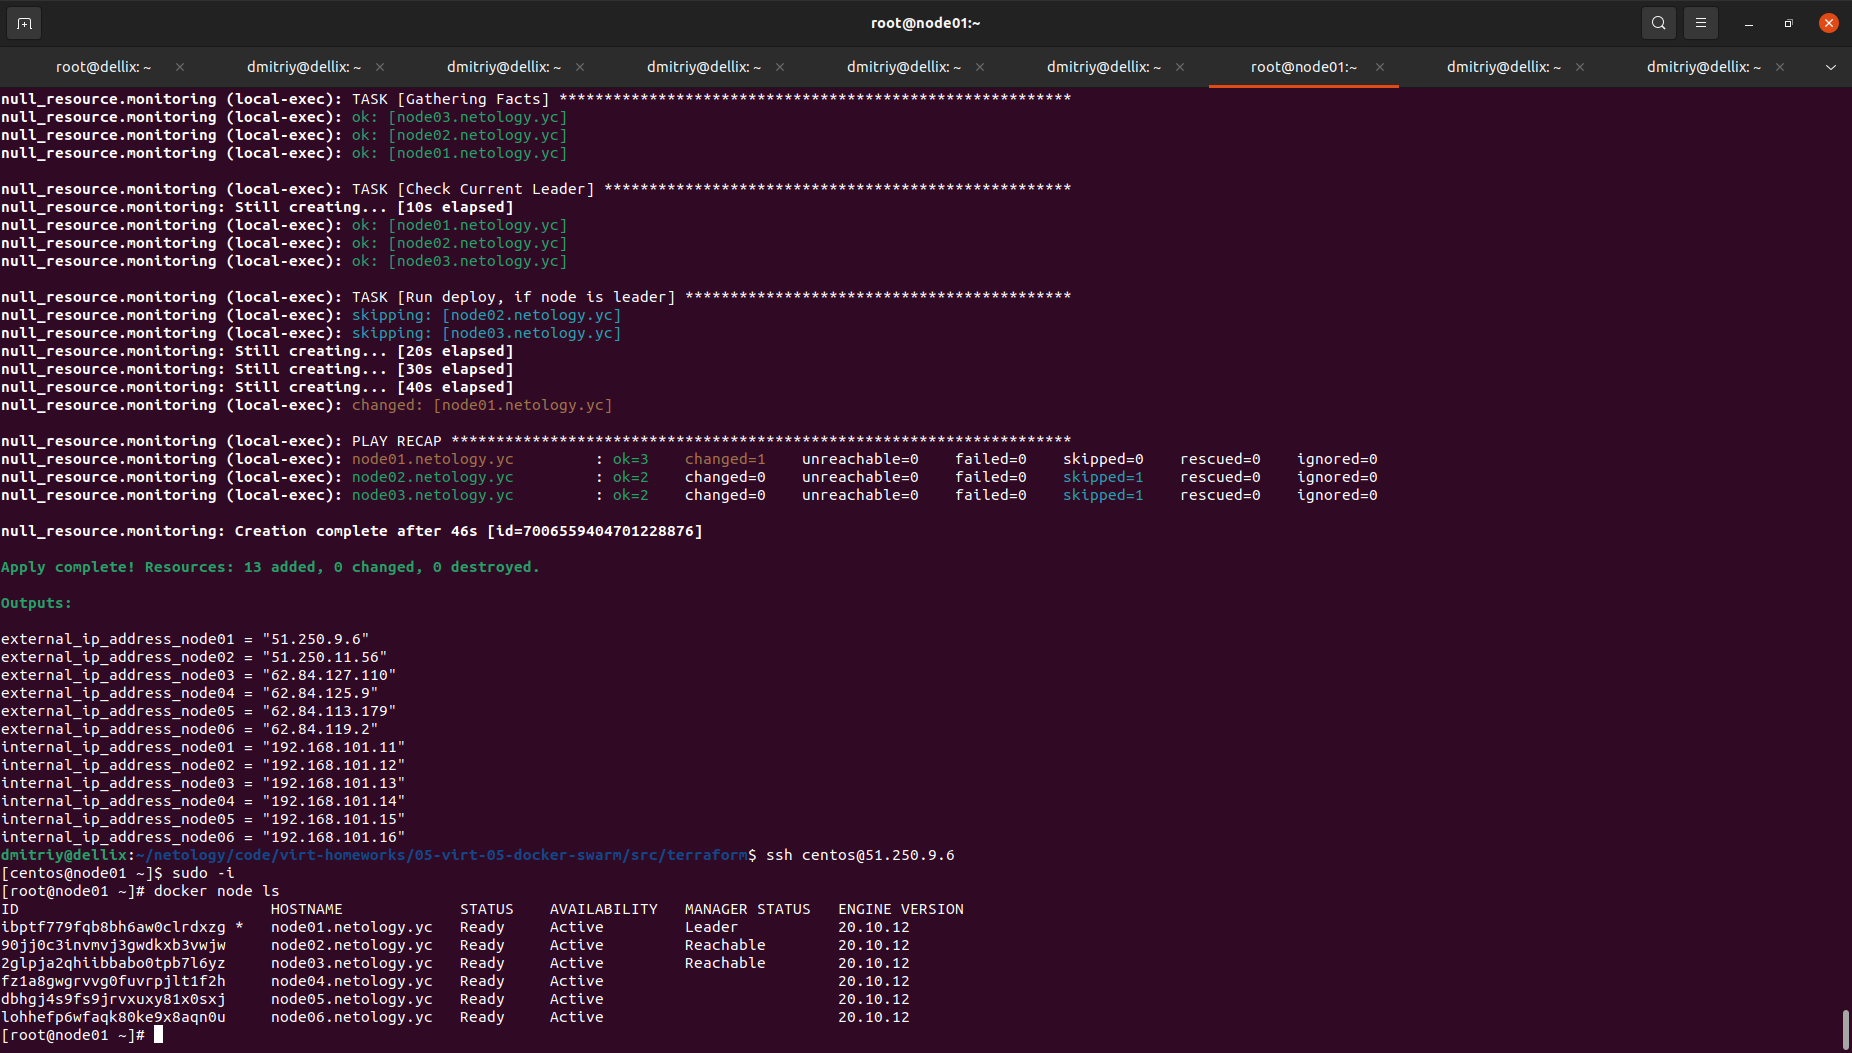 root@node01:~
root@dellix: ~ × dmitriy@dellix: ~ × dmitriy@dellix: ~ × dmitriy@dellix: ~ × dmitriy@dellix: ~ × dmitriy@dellix: ~ × root@node01:~ × dmitriy@dellix: ~ × dmitriy@dellix: ~ ×
null_resource.monitoring (local-exec): TASK [Gathering Facts] *********************************************************
null_resource.monitoring (local-exec): ok: [node03.netology.yc]
null_resource.monitoring (local-exec): ok: [node02.netology.yc]
null_resource.monitoring (local-exec): ok: [node01.netology.yc]
null_resource.monitoring (local-exec): TASK [Check Current Leader] ****************************************************
null_resource.monitoring: Still creating... [10s elapsed]
null_resource.monitoring (local-exec): ok: [node01.netology.yc]
null_resource.monitoring (local-exec): ok: [node02.netology.yc]
null_resource.monitoring (local-exec): ok: [node03.netology.yc]
null_resource.monitoring (local-exec): TASK [Run deploy, if node is leader] *******************************************
null_resource.monitoring (local-exec): skipping: [node02.netology.yc]
null_resource.monitoring (local-exec): skipping: [node03.netology.yc]
null_resource.monitoring: Still creating... [20s elapsed]
null_resource.monitoring: Still creating... [30s elapsed]
null_resource.monitoring: Still creating... [40s elapsed]
null_resource.monitoring (local-exec): changed: [node01.netology.yc]
null_resource.monitoring (local-exec): PLAY RECAP *********************************************************************
null_resource.monitoring (local-exec): node01.netology.yc : ok=3 changed=1 unreachable=0 failed=0 skipped=0 rescued=0 ignored=0
null_resource.monitoring (local-exec): node02.netology.yc : ok=2 changed=0 unreachable=0 failed=0 skipped=1 rescued=0 ignored=0
null_resource.monitoring (local-exec): node03.netology.yc : ok=2 changed=0 unreachable=0 failed=0 skipped=1 rescued=0 ignored=0
null_resource.monitoring: Creation complete after 46s [id=7006559404701228876]
Apply complete! Resources: 13 added, 0 changed, 0 destroyed.
Outputs:
external_ip_address_node01 = "51.250.9.6"
external_ip_address_node02 = "51.250.11.56"
external_ip_address_node03 = "62.84.127.110"
external_ip_address_node04 = "62.84.125.9"
external_ip_address_node05 = "62.84.113.179"
external_ip_address_node06 = "62.84.119.2"
internal_ip_address_node01 = "192.168.101.11"
internal_ip_address_node02 = "192.168.101.12"
internal_ip_address_node03 = "192.168.101.13"
internal_ip_address_node04 = "192.168.101.14"
internal_ip_address_node05 = "192.168.101.15"
internal_ip_address_node06 = "192.168.101.16"
dmitriy@dellix:~/netology/code/virt-homeworks/05-virt-05-docker-swarm/src/terraform$ ssh centos@51.250.9.6
[centos@node01 ~]$ sudo -i
[root@node01 ~]# docker node ls
ID HOSTNAME STATUS AVAILABILITY MANAGER STATUS ENGINE VERSION
ibptf779fqb8bh6aw0clrdxzg * node01.netology.yc Ready Active Leader 20.10.12
90jj0c3invmvj3gwdkxb3vwjw node02.netology.yc Ready Active Reachable 20.10.12
2glpja2qhiibbabo0tpb7l6yz node03.netology.yc Ready Active Reachable 20.10.12
fz1a8gwgrvvg0fuvrpjlt1f2h node04.netology.yc Ready Active 20.10.12
dbhgj4s9fs9jrvxuxy81x0sxj node05.netology.yc Ready Active 20.10.12
lohhefp6wfaqk80ke9x8aqn0u node06.netology.yc Ready Active 20.10.12
[root@node01 ~]#